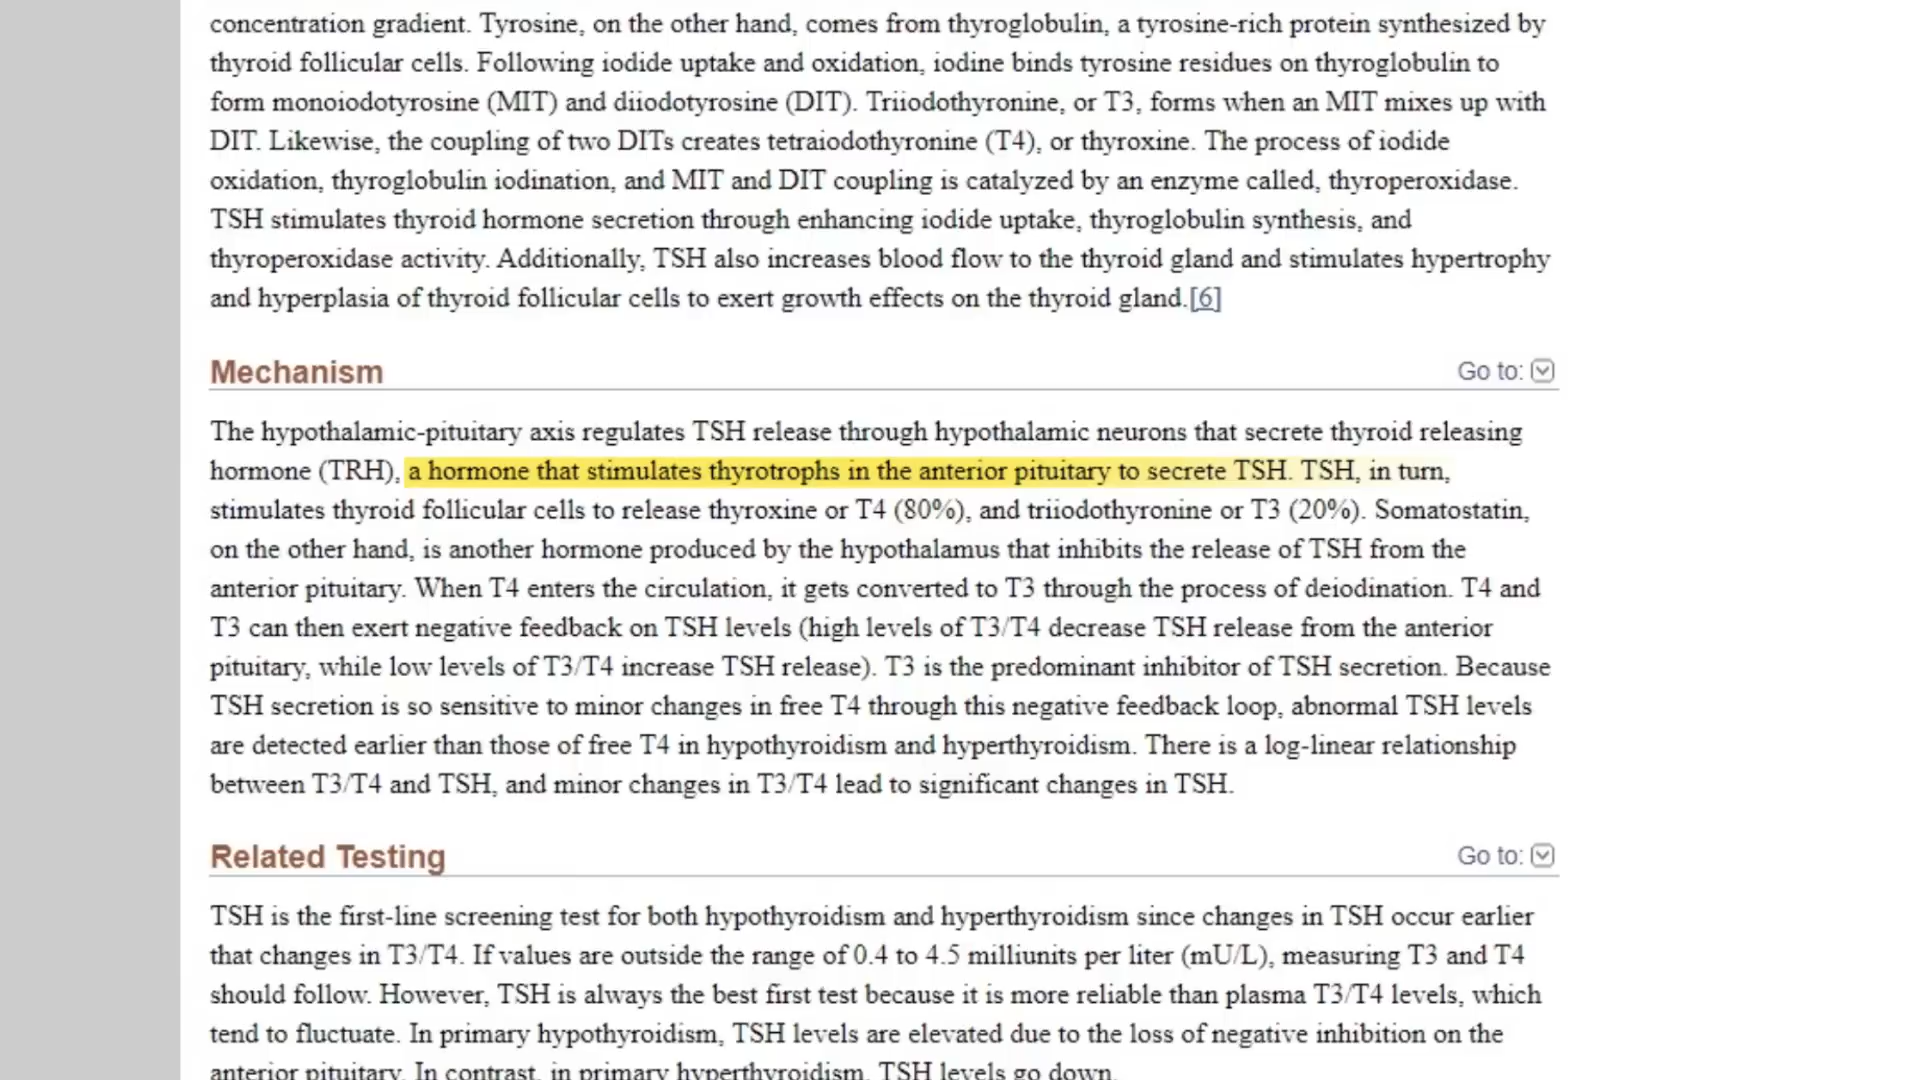 concentration gradient. Tyrosine, on the other hand, comes from thyroglobulin, a tyrosine-rich protein synthesized by
thyroid follicular cells. Following iodide uptake and oxidation, iodine binds tyrosine residues on thyroglobulin to
form monoiodotyrosine (MIT) and diiodotyrosine (DIT). Triiodothyronine, or T3, forms when an MIT mixes up with
DIT. Likewise, the coupling of two DITs creates tetraiodothyronine (T4), or thyroxine. The process of iodide
oxidation, thyroglobulin iodination, and MIT and DIT coupling is catalyzed by an enzyme called, thyroperoxidase.
TSH stimulates thyroid hormone secretion through enhancing iodide uptake, thyroglobulin synthesis, and
thyroperoxidase activity. Additionally, TSH also increases blood flow to the thyroid gland and stimulates hypertrophy
and hyperplasia of thyroid follicular cells to exert growth effects on the thyroid gland.[6]
Mechanism Go to:
The hypothalamic-pituitary axis regulates TSH release through hypothalamic neurons that secrete thyroid releasing
hormone (TRH), a hormone that stimulates thyrotrophs in the anterior pituitary to secrete TSH. TSH, in turn,
stimulates thyroid follicular cells to release thyroxine or T4 (80%), and triiodothyronine or T3 (20%). Somatostatin,
on the other hand, is another hormone produced by the hypothalamus that inhibits the release of TSH from the
anterior pituitary. When T4 enters the circulation, it gets converted to T3 through the process of deiodination. T4 and
T3 can then exert negative feedback on TSH levels (high levels of T3/T4 decrease TSH release from the anterior
pituitary, while low levels of T3/T4 increase TSH release). T3 is the predominant inhibitor of TSH secretion. Because
TSH secretion is so sensitive to minor changes in free T4 through this negative feedback loop, abnormal TSH levels
are detected earlier than those of free T4 in hypothyroidism and hyperthyroidism. There is a log-linear relationship
between T3/T4 and TSH, and minor changes in T3/T4 lead to significant changes in TSH.
Related Testing Go to:
TSH is the first-line screening test for both hypothyroidism and hyperthyroidism since changes in TSH occur earlier
that changes in T3/T4. If values are outside the range of 0.4 to 4.5 milliunits per liter (mU/L), measuring T3 and T4
should follow. However, TSH is always the best first test because it is more reliable than plasma T3/T4 levels, which
tend to fluctuate. In primary hypothyroidism, TSH levels are elevated due to the loss of negative inhibition on the
anterior pituitary. In contrast, in primary hyperthyroidism, TSH levels go down.